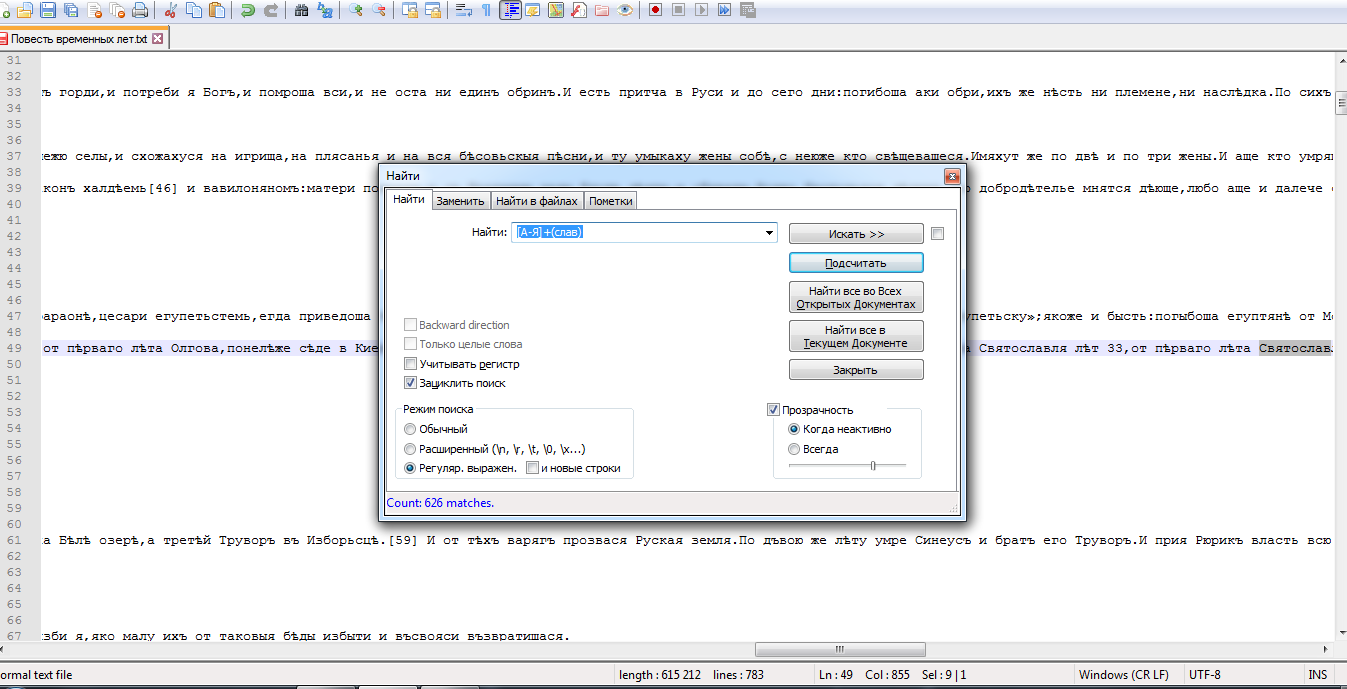 Повесть временных лет.txt
31
32
33 ъ горди,и потреби я Богъ,и помроша вси,и не оста ни единъ обринъ.И есть притча в Руси и до сего дни:погибоша аки обри,ихъ же нѣсть ни племене,ни наслѣдка.По сихъ
34
35
36
37 ежю селы,и схожахуся на игрища,на плясанья и на вся бѣсовьскыя пѣсни,и ту умыкаху жены собѣ,с неюже кто свѣщевашеся.Имяхут же по двѣ и по три жены.И аще кто умря
38
39 конъ халдѣемь[46] и вавилоняномъ:матери по добродѣтелье мнятся дѣюще,любо аще и далече
40
41
42
43
44
45
46
47 араонѣ,цесари египетьстемь,егда приведоша упетьску»;якоже и бысть:погыбоша египтянѣ от М
48
49 от пѣрваго лѣта Олгова,понелѣже сѣде в Кие Святославля лѣт 33,от пѣрваго лѣта Святослав
50
51
52
53
54
55
56
57
58
59
60
61 а Бѣлѣ озерѣ,а третѣй Труворъ въ Изборьсцѣ.[59] И от тѣхъ варягъ прозвася Руская земля.По дъвою же лѣту умре Синеусъ и братъ его Труворъ.И прия Рюрикъ власть всю
62
63
64
65
66
67 зби я,яко малу ихъ от таковыя бѣды избыти и въсвояси възвратишася.
Найти
Найти Заменить Найти в файлах Пометки
Найти: [А-Я]+(слав)
Искать >>
Подсчитать
Найти все во Всех
Открытых Документах
Найти все в
Текущем Документе
Закрыть
Backward direction
Только целые слова
Учитывать регистр
Зациклить поиск
Режим поиска
Обычный
Расширенный (\n, \r, \t, \0, \x...)
Регуляр. выражен. и новые строки
Прозрачность
Когда неактивно
Всегда
Count: 626 matches.
ormal text file length : 615 212 lines : 783 Ln : 49 Col : 855 Sel : 9 | 1 Windows (CR LF) UTF-8 INS